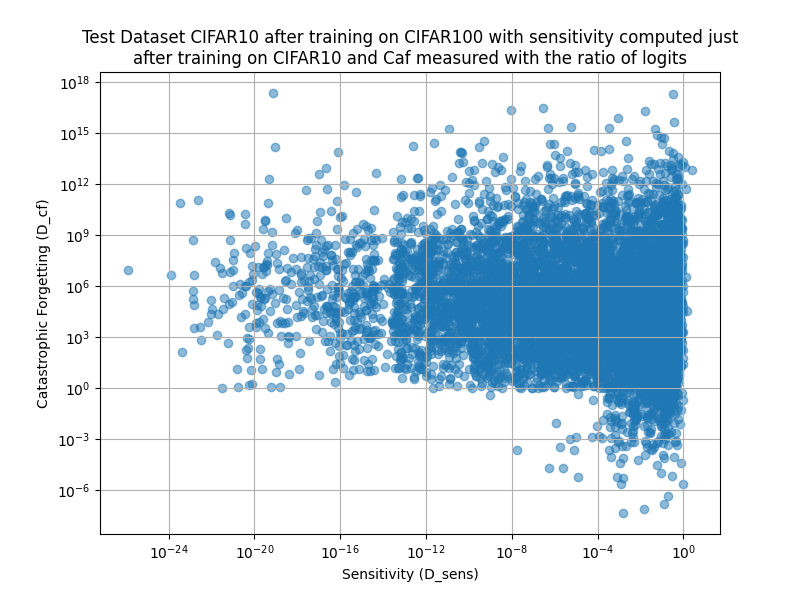 Test Dataset CIFAR10 after training on CIFAR100 with sensitivity computed just
after training on CIFAR10 and Caf measured with the ratio of logits
10^18
10^15
10^12
10^9
10^6
10^3
10^0
10^−3
10^−6
Catastrophic Forgetting (D_cf)
10^−24 10^−20 10^−16 10^−12 10^−8 10^−4 10^0
Sensitivity (D_sens)